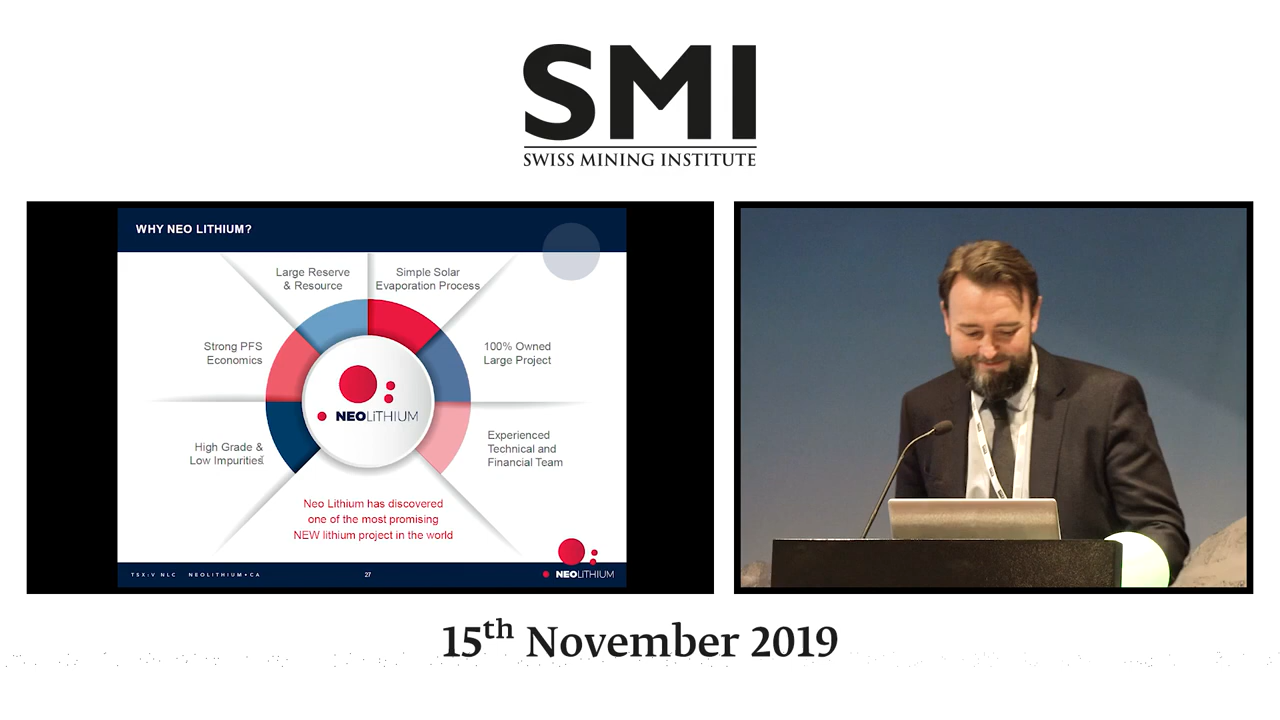 SMI
SWISS MINING INSTITUTE
WHY NEO LITHIUM?
Large Reserve
& Resource
Simple Solar
Evaporation Process
Strong PFS
Economics
100% Owned
Large Project
NEOLiTHIUM
High Grade &
Low Impurities
Experienced
Technical and
Financial Team
Neo Lithium has discovered
one of the most promising
NEW lithium project in the world
TSX:V NLC NEOLITHIUM•CA
27
NEOLiTHIUM
15th November 2019